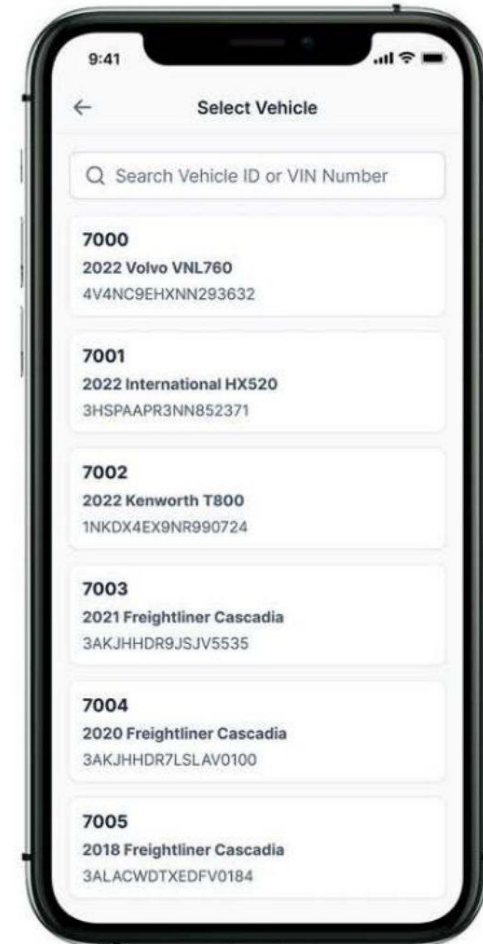 9:41
Select Vehicle
Search Vehicle ID or VIN Number
7000
2022 Volvo VNL760
4V4NC9EHXNN293632
7001
2022 International HX520
3HSPAAPR3NN852371
7002
2022 Kenworth T800
1NKDX4EX9NR990724
7003
2021 Freightliner Cascadia
3AKJHHDR9JSJV5535
7004
2020 Freightliner Cascadia
3AKJHHDR7LSLAV0100
7005
2018 Freightliner Cascadia
3ALACWDTXEDFV0184